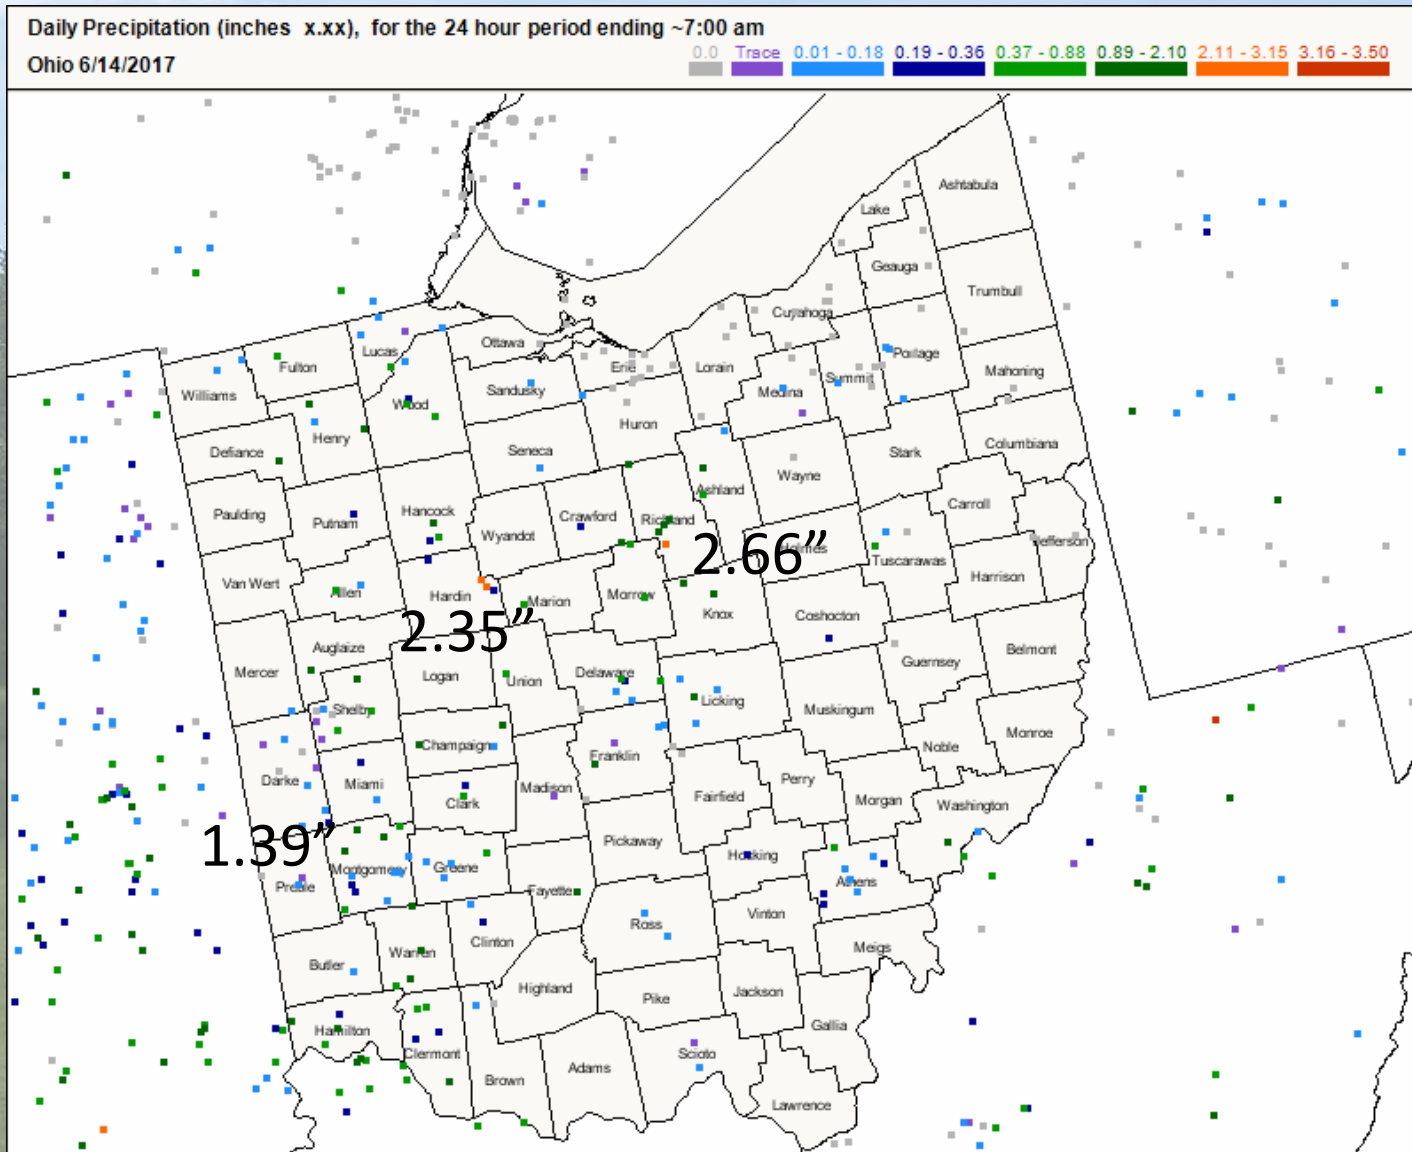 Daily Precipitation (inches x.xx), for the 24 hour period ending ~7:00 am
Ohio 6/14/2017
0.0 Trace 0.01 - 0.18 0.19 - 0.36 0.37 - 0.88 0.89 - 2.10 2.11 - 3.15 3.16 - 3.50
Ashtabula
Lake
Geauga
Trumbull
Cuyahoga
Ottawa
Lucas
Fulton
Williams
Erie
Lorain
Portage
Mahoning
Summit
Medina
Sandusky
Wood
Huron
Henry
Defiance
Seneca
Columbiana
Stark
Wayne
Ashland
Carroll
Paulding
Putnam
Hancock
Crawford
Richland
Wyandot
Jefferson
Holmes
2.66”
Tuscarawas
Harrison
Van Wert
Allen
Hardin
Marion
Morrow
Knox
Coshocton
2.35”
Auglaize
Mercer
Logan
Union
Delaware
Guernsey
Belmont
Licking
Muskingum
Shelby
Champaign
Franklin
Noble
Monroe
Darke
Miami
Madison
Clark
Perry
Fairfield
Morgan
Washington
1.39”
Pickaway
Hocking
Montgomery
Greene
Preble
Fayette
Athens
Ross
Vinton
Clinton
Warren
Butler
Meigs
Highland
Pike
Jackson
Gallia
Hamilton
Clermont
Brown
Adams
Scioto
Lawrence